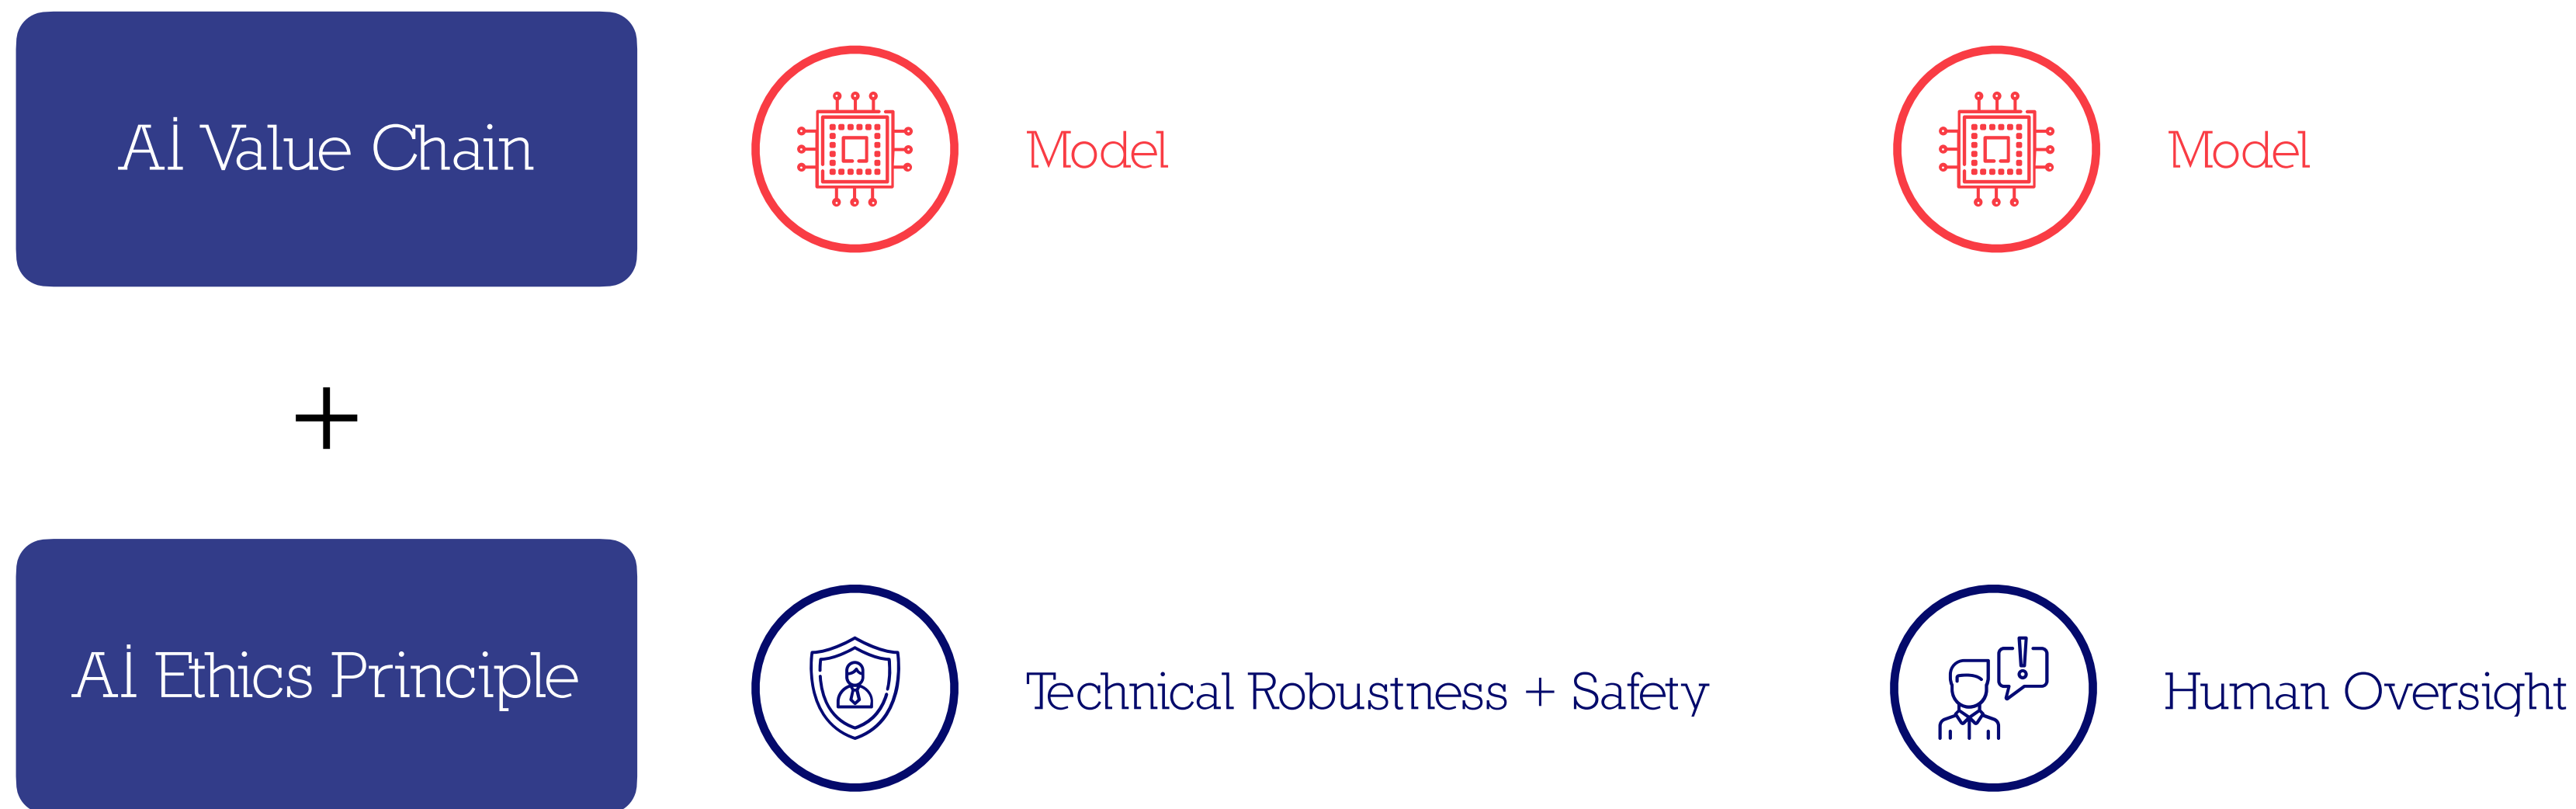 Ai Value Chain
Model
Model
+
Ai Ethics Principle
Technical Robustness + Safety
Human Oversight